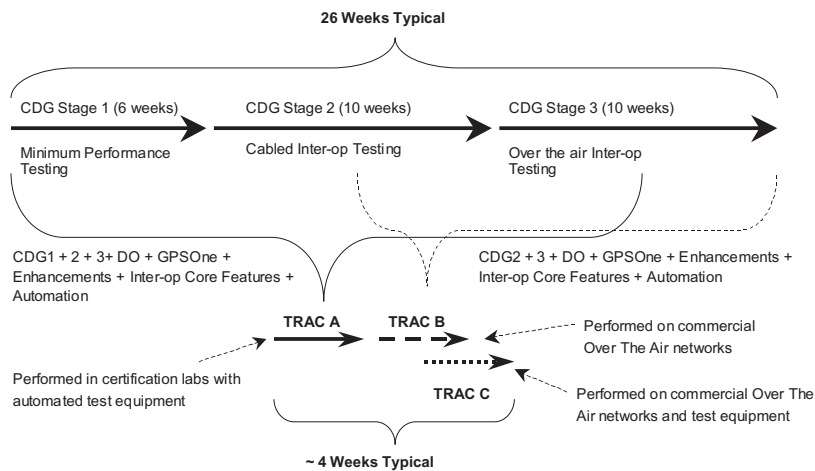 26 Weeks Typical
CDG Stage 1 (6 weeks)
CDG Stage 2 (10 weeks)
CDG Stage 3 (10 weeks)
Minimum Performance
Testing
Cabled Inter-op Testing
Over the air Inter-op
Testing
CDG1 + 2 + 3+ DO + GPSOne +
Enhancements + Inter-op Core Features +
Automation
CDG2 + 3 + DO + GPSOne + Enhancements +
Inter-op Core Features + Automation
TRAC A
TRAC B
Performed on commercial
Over The Air networks
Performed in certification labs with
automated test equipment
TRAC C
Performed on commercial Over The
Air networks and test equipment
~ 4 Weeks Typical